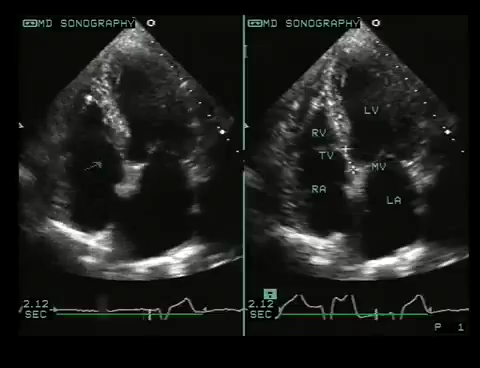 MD SONOGRAPHY
MD SONOGRAPHY
LV
RV
TV
MV
RA
LA
2.12
SEC
2.12
SEC
P 1